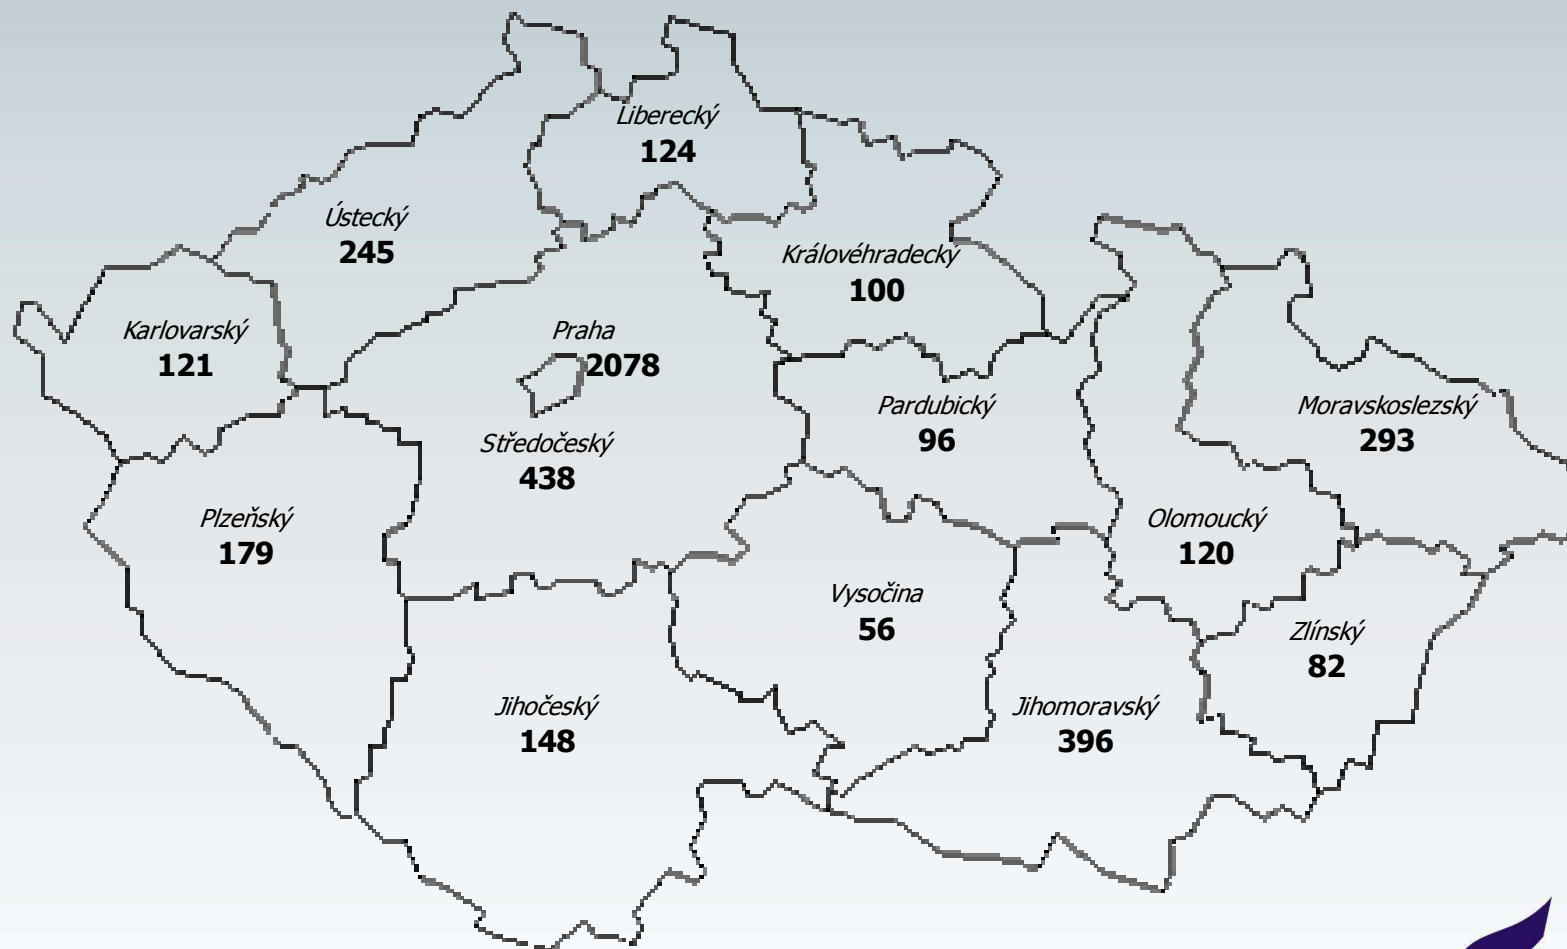 Liberecký
124
Ústecký
245
Královéhradecký
100
Karlovarský
121
Praha
2078
Pardubický
96
Moravskoslezský
293
Středočeský
438
Plzeňský
179
Olomoucký
120
Vysočina
56
Zlínský
82
Jihočeský
148
Jihomoravský
396